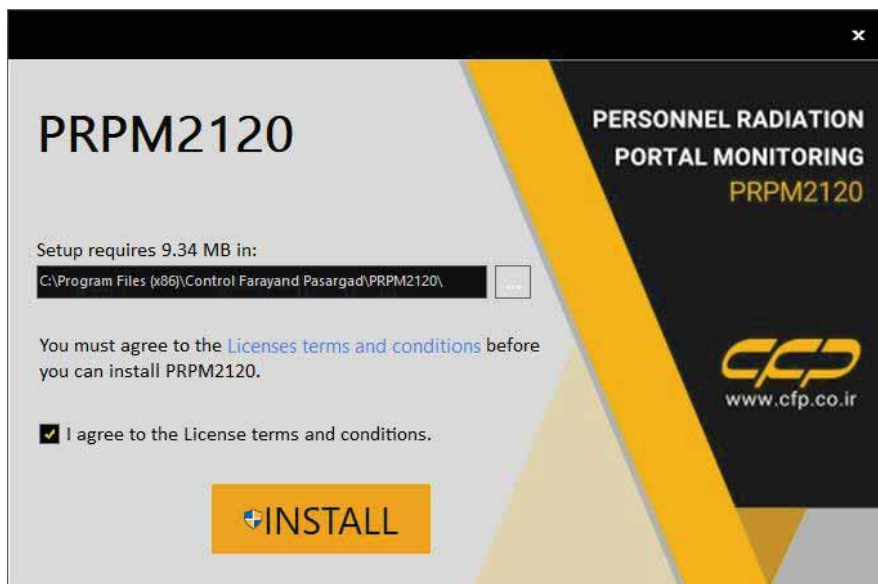 PRPM2120
Setup requires 9.34 MB in:
C:\Program Files (x86)\Control Farayand Pasargad\PRPM2120\
...
You must agree to the Licenses terms and conditions before
you can install PRPM2120.
I agree to the License terms and conditions.
INSTALL
PERSONNEL RADIATION
PORTAL MONITORING
PRPM2120
CFP
www.cfp.co.ir